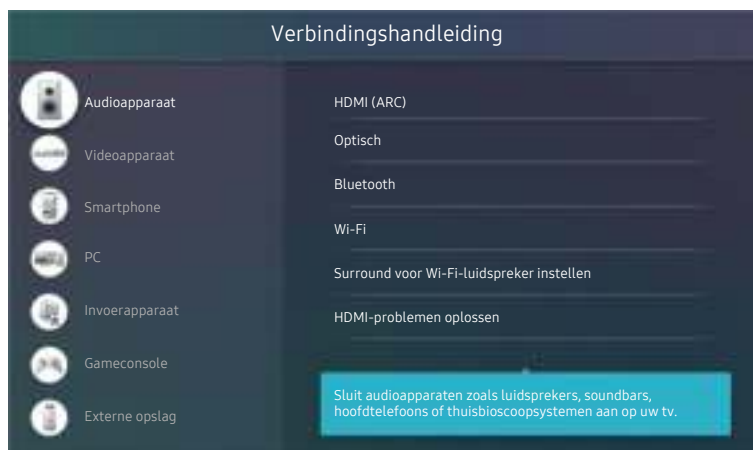 Verbindingshandleiding
Audioapparaat
Videoapparaat
Smartphone
PC
Invoerapparaat
Gameconsole
Externe opslag
HDMI (ARC)
Optisch
Bluetooth
Wi-Fi
Surround voor Wi-Fi-luidspreker instellen
HDMI-problemen oplossen
Sluit audioapparaten zoals luidsprekers, soundbars,
hoofdtelefoons of thuisbioscoopsystemen aan op uw tv.